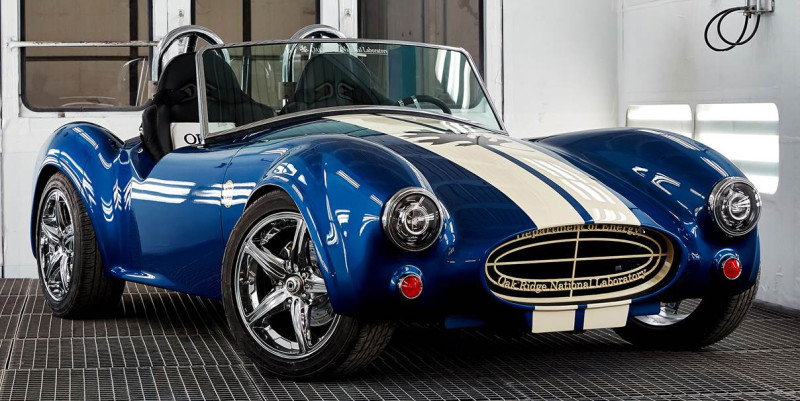 Department of energy
Oak Ridge National Laboratory